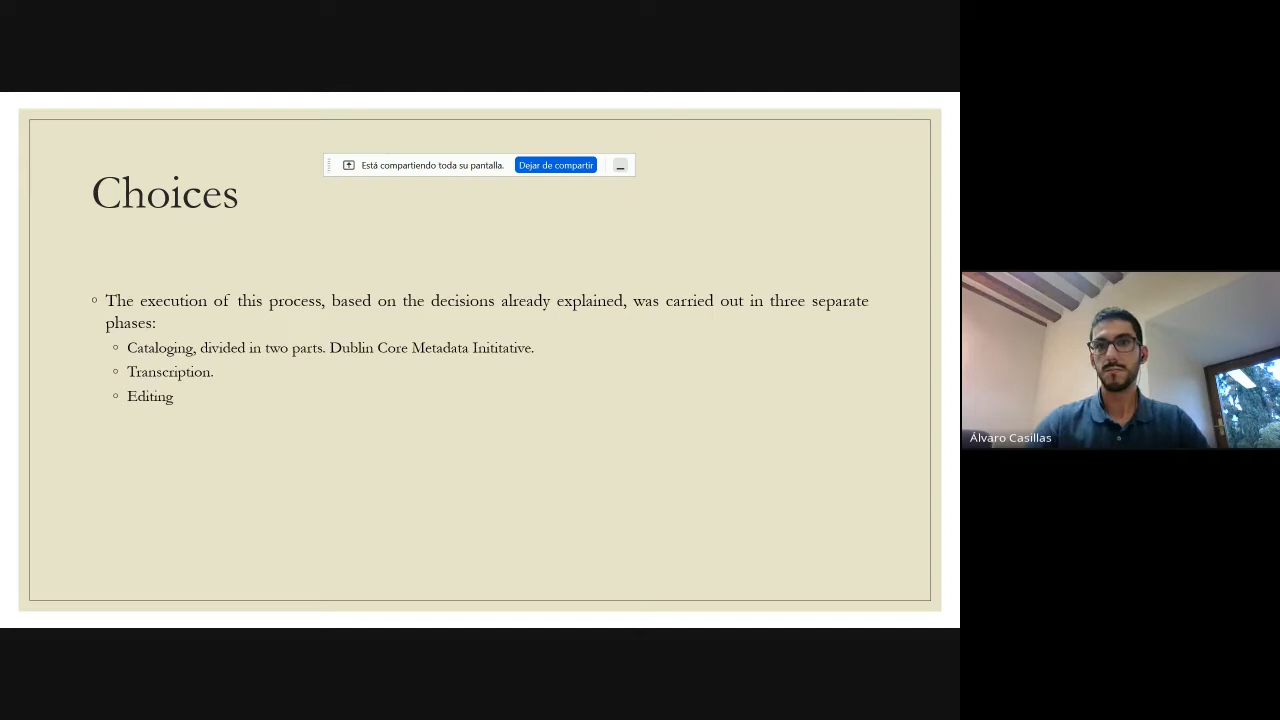 Está compartiendo toda su pantalla. Dejar de compartir
Choices
The execution of this process, based on the decisions already explained, was carried out in three separate
phases:
Cataloging, divided in two parts. Dublin Core Metadata Inititative.
Transcription.
Editing
Álvaro Casillas